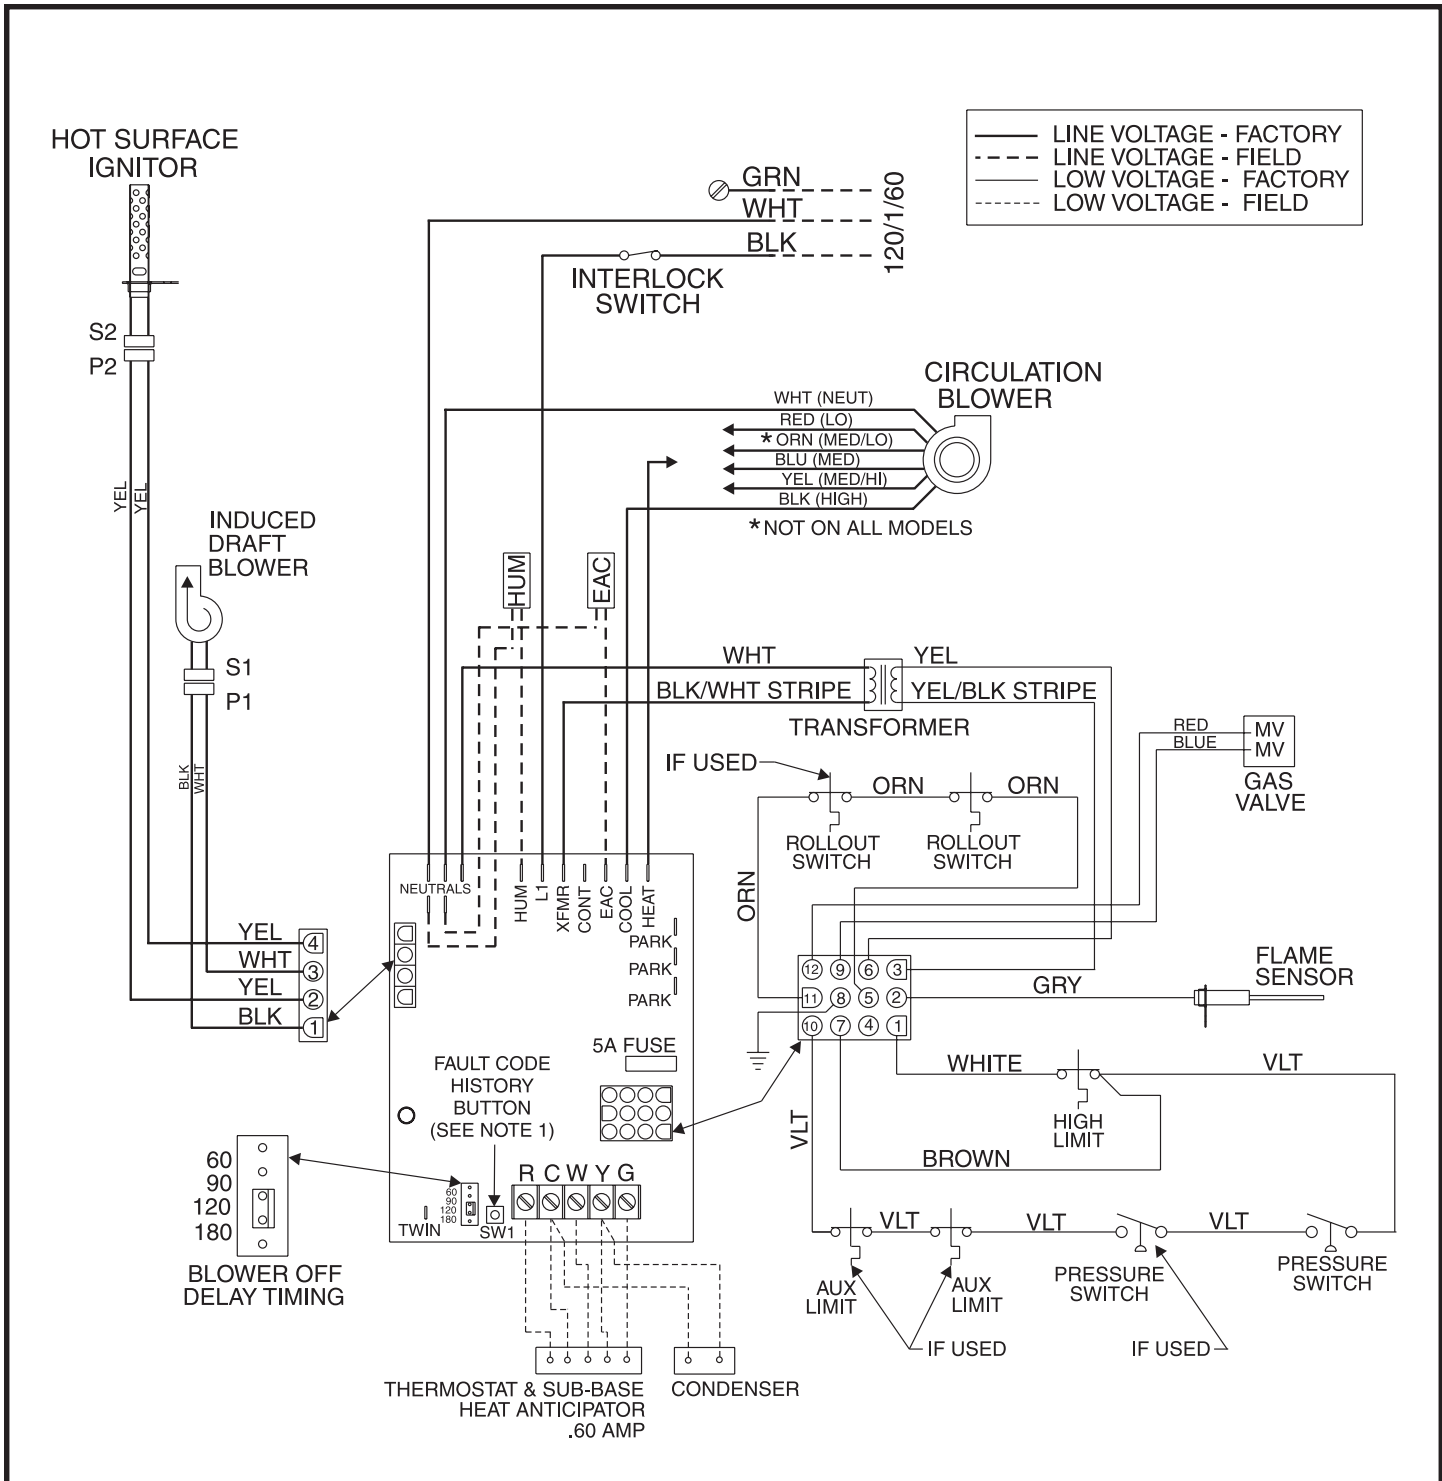 HOT SURFACE
IGNITOR
LINE VOLTAGE - FACTORY
LINE VOLTAGE - FIELD
LOW VOLTAGE - FACTORY
LOW VOLTAGE - FIELD
GRN
WHT
BLK
120/1/60
INTERLOCK
SWITCH
S2
P2
CIRCULATION
BLOWER
WHT (NEUT)
RED (LO)
* ORN (MED/LO)
BLU (MED)
YEL (MED/HI)
BLK (HIGH)
*NOT ON ALL MODELS
YEL
YEL
INDUCED
DRAFT
BLOWER
S1
P1
BLK
WHT
HUM
EAC
WHT
BLK/WHT STRIPE
YEL
YEL/BLK STRIPE
TRANSFORMER
RED
BLUE
MV
MV
GAS
VALVE
IF USED
ORN
ORN
ROLLOUT
SWITCH
ROLLOUT
SWITCH
ORN
NEUTRALS
HUM
L1
XFMR
CONT
EAC
COOL
HEAT
PARK
PARK
PARK
YEL
WHT
YEL
BLK
4
3
2
1
12
9
6
3
11
8
5
2
10
7
4
1
GRY
FLAME
SENSOR
5A FUSE
FAULT CODE
HISTORY
BUTTON
(SEE NOTE 1)
WHITE
VLT
HIGH
LIMIT
VLT
BROWN
60
90
120
180
BLOWER OFF
DELAY TIMING
60
90
120
180
TWIN
SW1
R C W Y G
VLT
VLT
VLT
AUX
LIMIT
AUX
LIMIT
PRESSURE
SWITCH
PRESSURE
SWITCH
IF USED
IF USED
THERMOSTAT & SUB-BASE
HEAT ANTICIPATOR
.60 AMP
CONDENSER